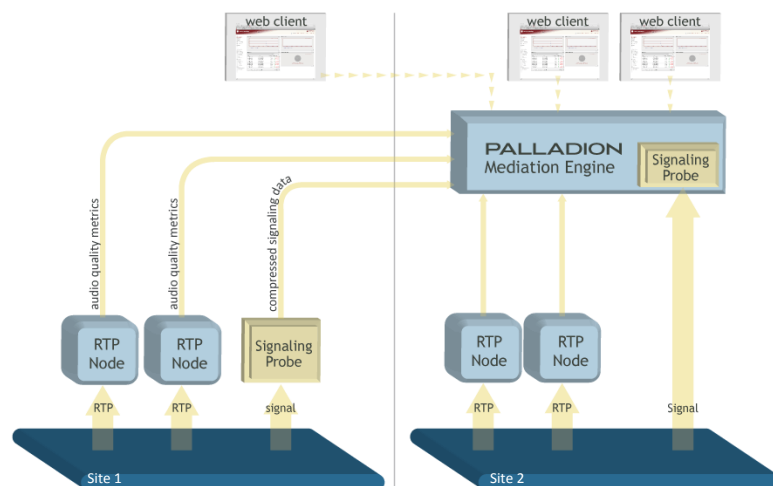 web client
web client
web client
PALLADION
Mediation Engine
Signaling
Probe
audio quality metrics
audio quality metrics
compressed signaling data
RTP
Node
RTP
Node
Signaling
Probe
RTP
Node
RTP
Node
RTP
RTP
signal
RTP
RTP
Signal
Site 1
Site 2